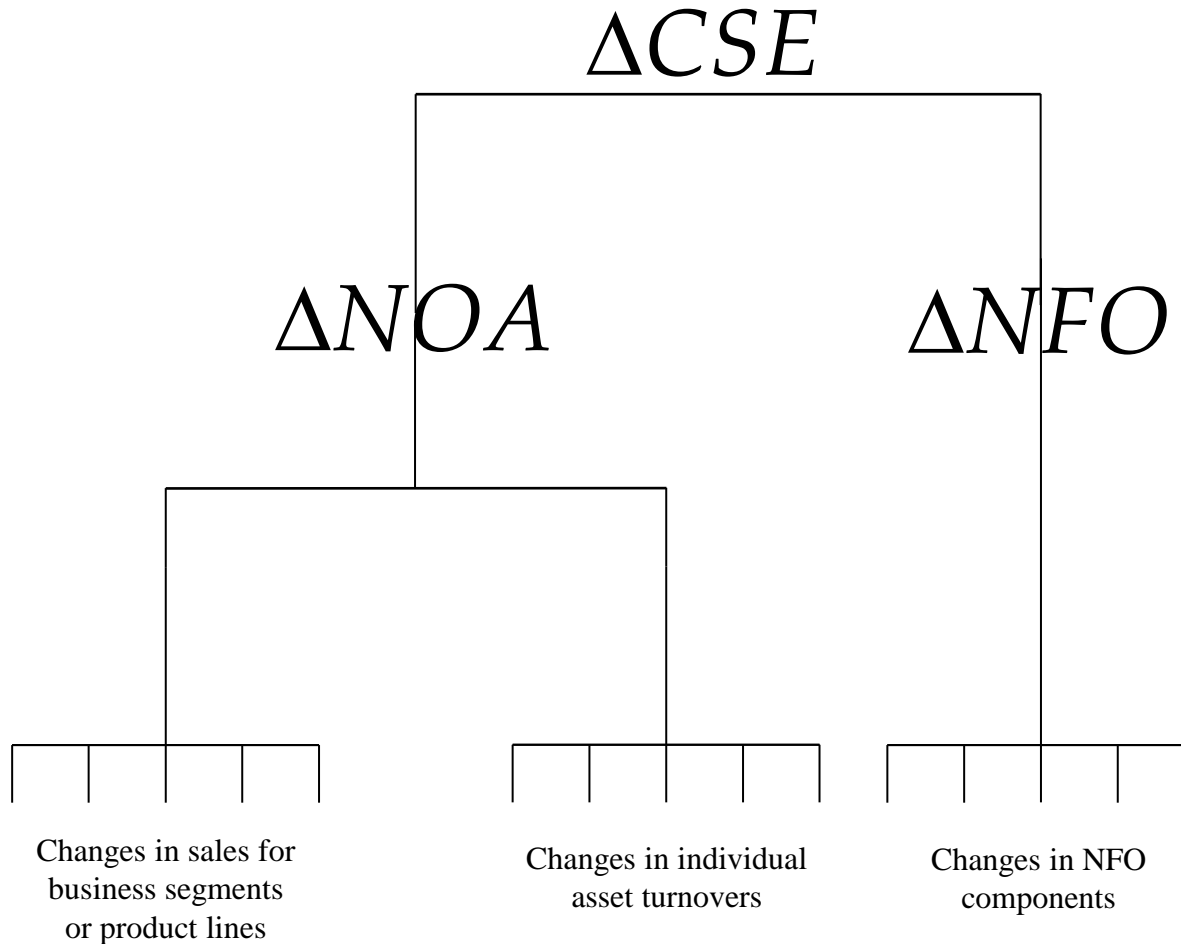 ΔCSE
ΔNOA
ΔNFO
Changes in sales for
business segments
or product lines
Changes in individual
asset turnovers
Changes in NFO
components